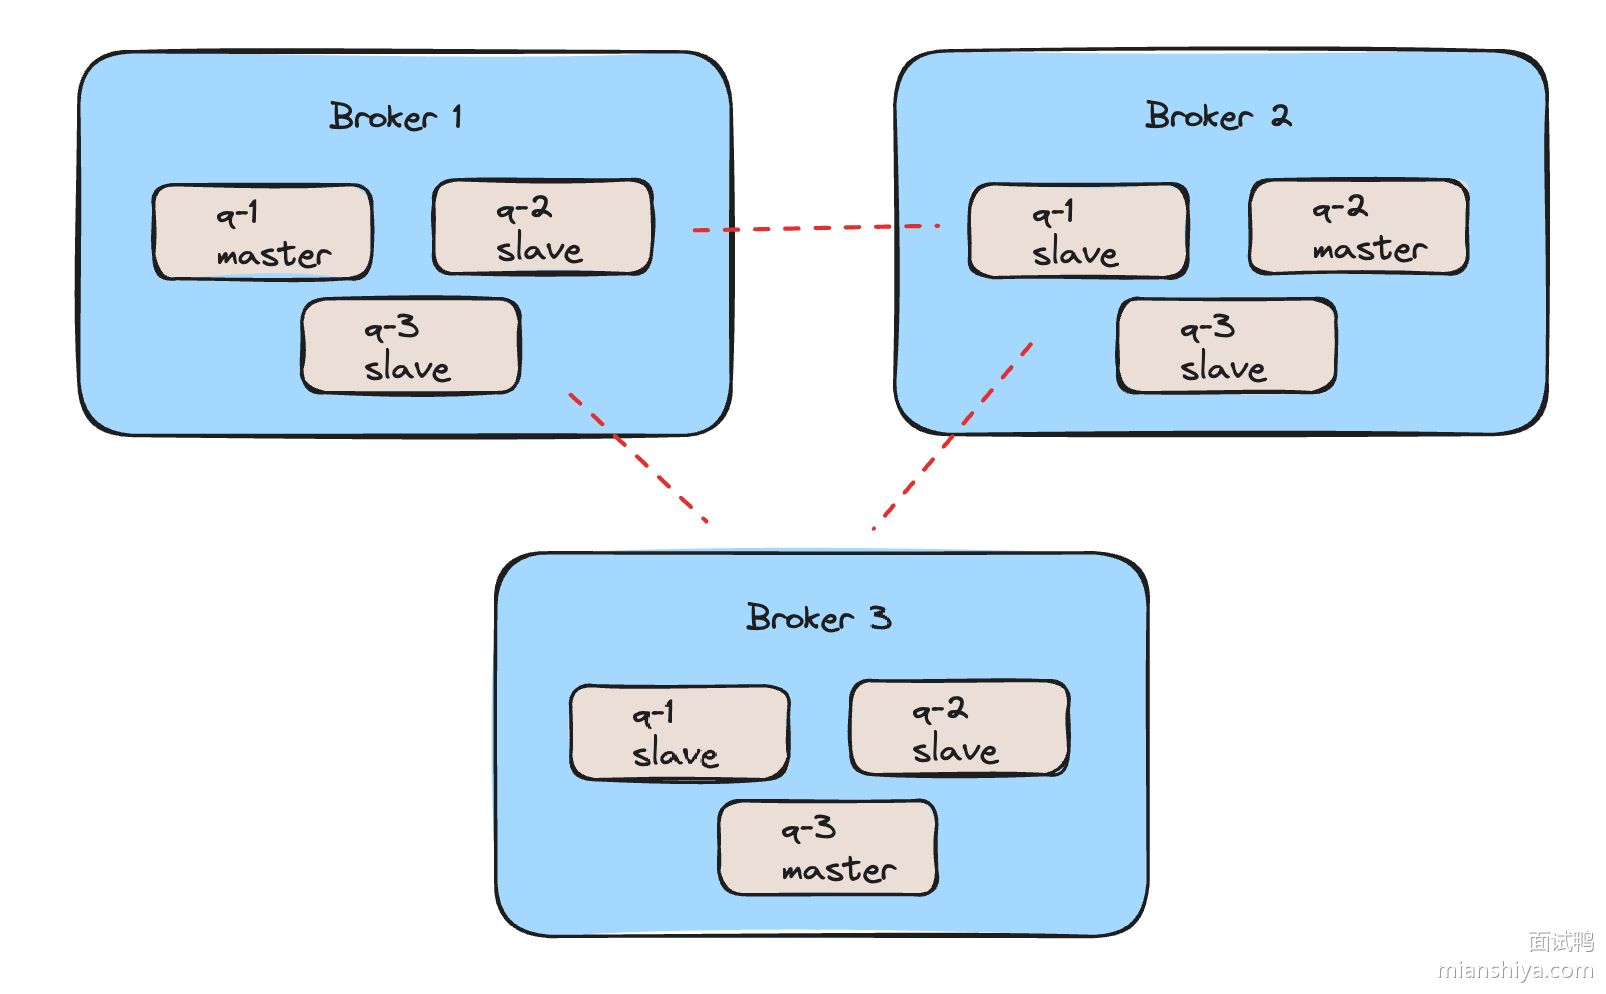 Broker 1
q-1
master
q-2
slave
q-3
slave
Broker 2
q-1
slave
q-2
master
q-3
slave
Broker 3
q-1
slave
q-2
slave
q-3
master
面试鸭
mianshiya.com